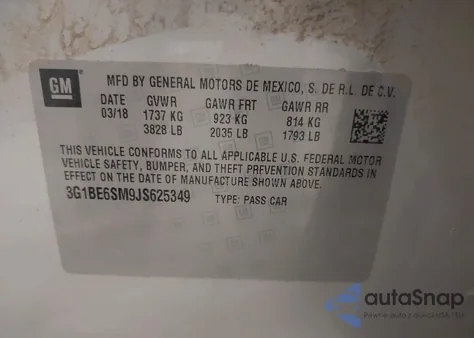 GM
MFD BY GENERAL MOTORS DE MEXICO, S. DE R.L. DE C.V.
DATE GVWR GAWR FRT GAWR RR
03/18 1737 KG 923 KG 814 KG
3828 LB 2035 LB 1793 LB
THIS VEHICLE CONFORMS TO ALL APPLICABLE U.S. FEDERAL MOTOR
VEHICLE SAFETY, BUMPER, AND THEFT PREVENTION STANDARDS IN
EFFECT ON THE DATE OF MANUFACTURE SHOWN ABOVE.
3G1BE6SM9JS625349 TYPE: PASS CAR
autoSnap